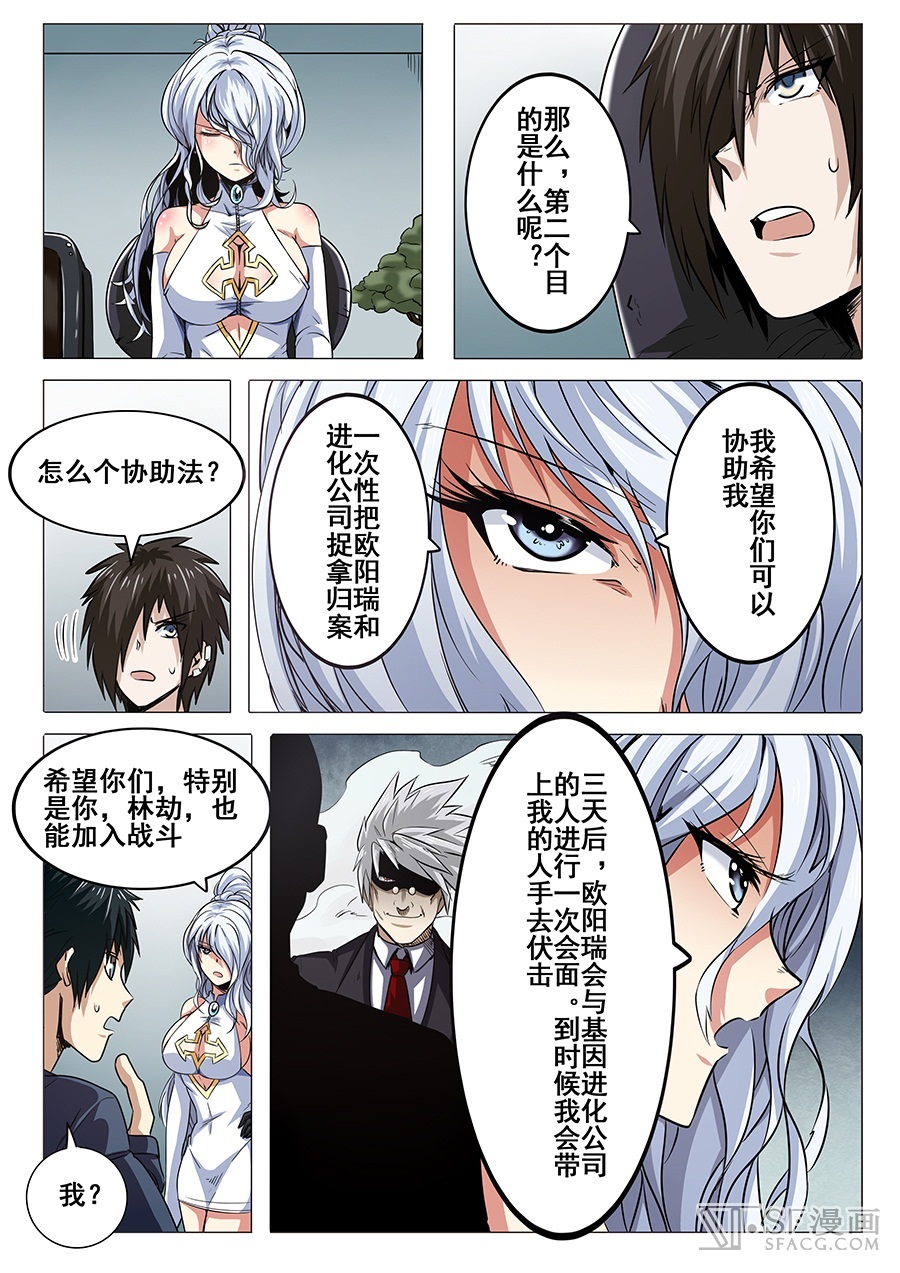 那么，第二个目
的是什么呢？
我希望你们可以
协助我
一次性把欧阳瑞和
进化公司捉拿归案
怎么个协助法？
三天后，欧阳瑞会与基因进化公司
的人进行一次会面。到时候我会带
上我的人手去伏击
希望你们，特别
是你，林劫，也
能加入战斗
我？
SF漫画
SFACG.COM